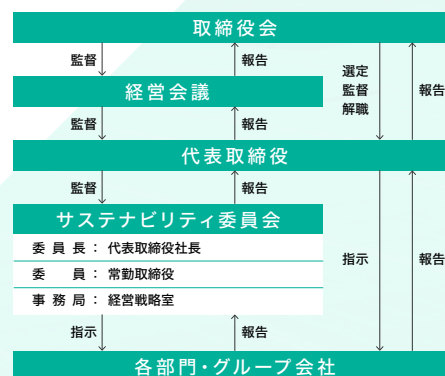 取締役会
監督
報告
選定
監督
解職
報告
経営会議
監督
報告
代表取締役
監督
報告
サステナビリティ委員会
委員長：代表取締役社長
委　員：常勤取締役
事務局：経営戦略室
指示
報告
指示
報告
各部門・グループ会社